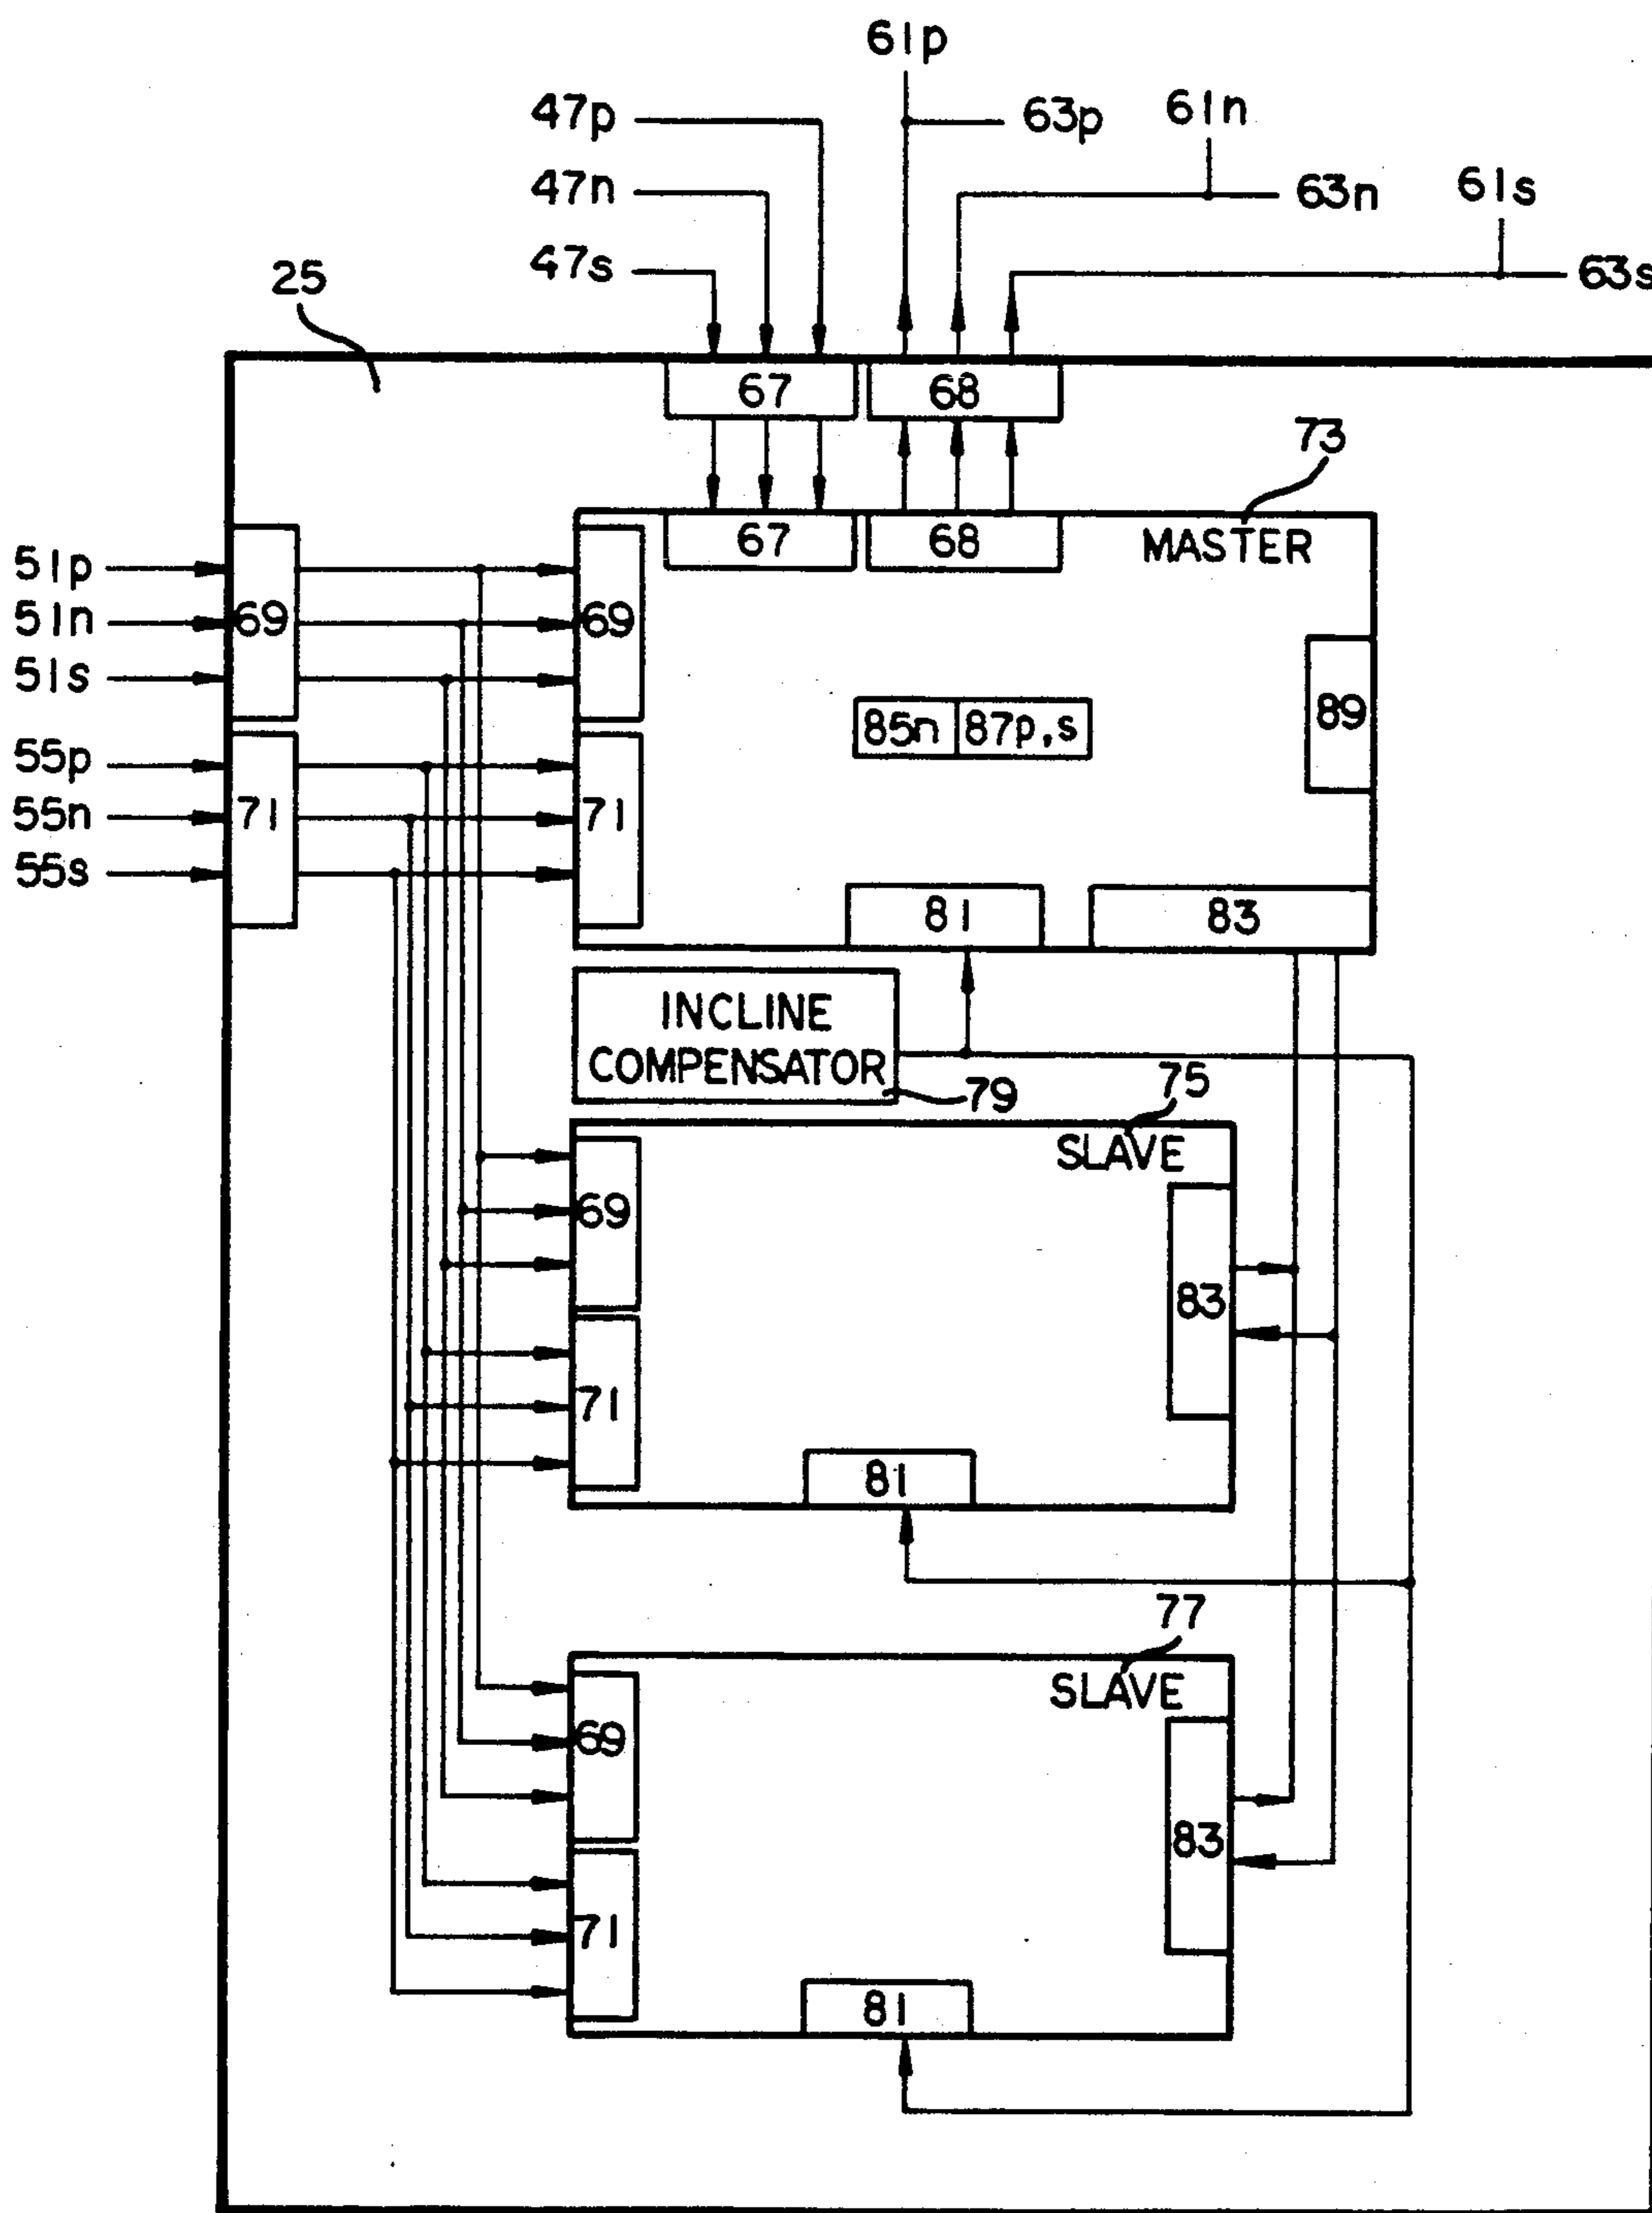 61p
47p
63p
61n
47n
63n
61s
47s
63s
25
67
68
73
67
68
MASTER
51p
51n
69
69
51s
89
85n
87p,s
55p
55n
71
71
55s
81
83
INCLINE
COMPENSATOR
79
75
SLAVE
69
83
71
81
77
SLAVE
69
83
71
81